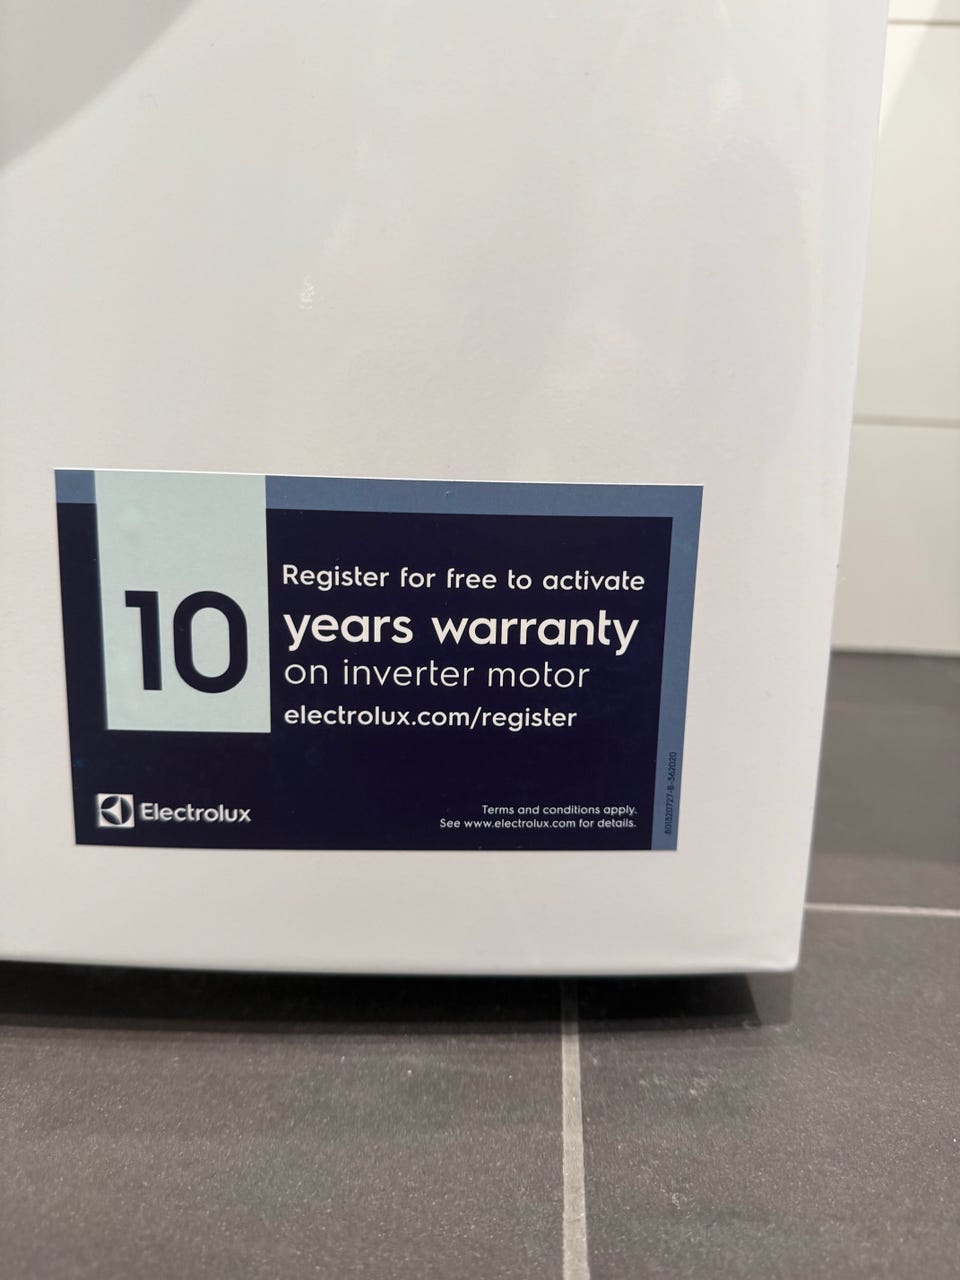 10
Register for free to activate
years warranty
on inverter motor
electrolux.com/register
Electrolux
Terms and conditions apply.
See www.electrolux.com for details.